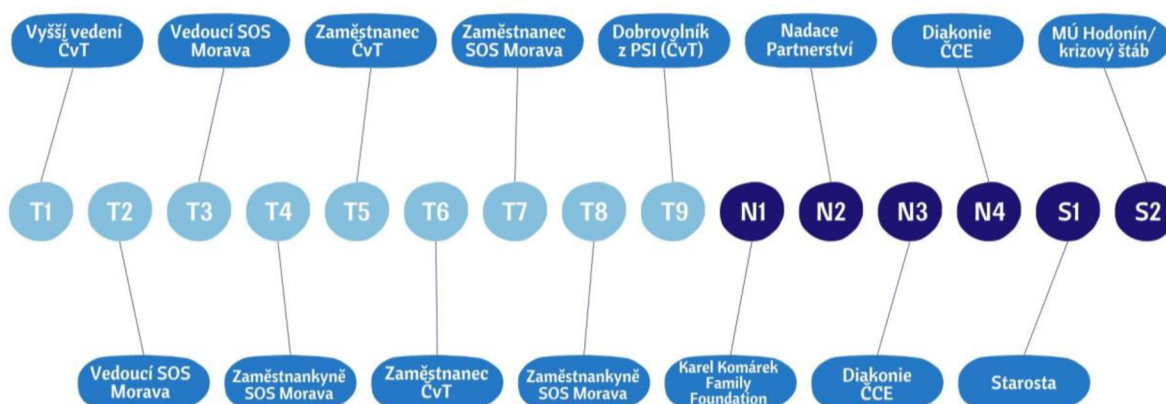 Vyšší vedení
ČvT
Vedoucí SOS
Morava
Zaměstnanec
ČvT
Zaměstnanec
SOS Morava
Dobrovolník
z PSI (ČvT)
Nadace
Partnerství
Diakonie
ČCE
MÚ Hodonín/
krizový štáb
T1
T2
T3
T4
T5
T6
T7
T8
T9
N1
N2
N3
N4
S1
S2
Vedoucí SOS
Morava
Zaměstnankyně
SOS Morava
Zaměstnanec
ČvT
Zaměstnankyně
SOS Morava
Karel Komárek
Family
Foundation
Diakonie
ČCE
Starosta